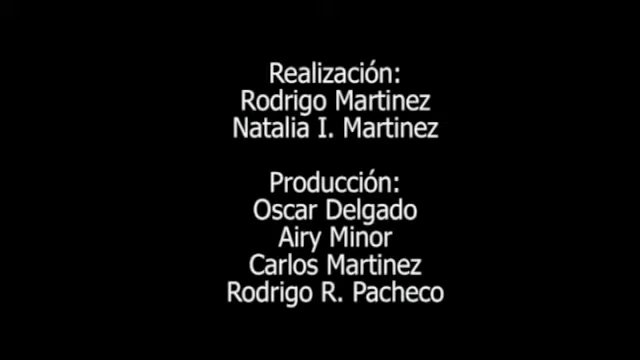 Realización:
Rodrigo Martinez
Natalia I. Martinez
Producción:
Oscar Delgado
Airy Minor
Carlos Martinez
Rodrigo R. Pacheco